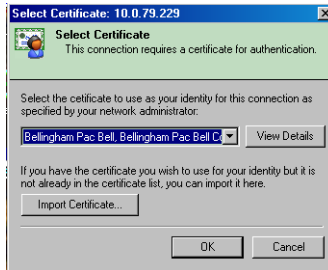 Select Certificate: 10.0.79.229
Select Certificate
This connection requires a certificate for authentication.
Select the cetificate to use as your identity for this connection as
specified by your network administrator:
Bellingham Pac Bell, Bellingham Pac Bell
View Details
If you have the certificate you wish to use for your identity but it is
not already in the certificate list, you can import it here.
Import Certificate...
OK
Cancel